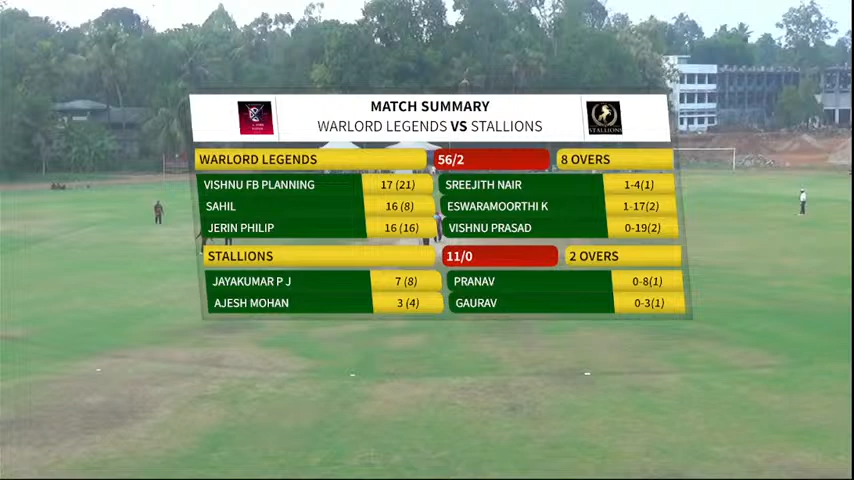 MATCH SUMMARY
WARLORD LEGENDS VS STALLIONS
STALLIONS
WARLORD LEGENDS 56/2 8 OVERS
VISHNU FB PLANNING 17 (21) SREEJITH NAIR 1-4(1)
SAHIL 16 (8) ESWARAMOORTHI K 1-17(2)
JERIN PHILIP 16 (16) VISHNU PRASAD 0-19(2)
STALLIONS 11/0 2 OVERS
JAYAKUMAR P J 7 (8) PRANAV 0-8(1)
AJESH MOHAN 3 (4) GAURAV 0-3(1)